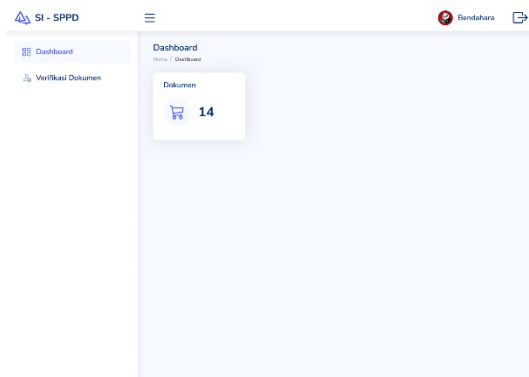 SI - SPPD
Bendahara
Dashboard
Verifikasi Dokumen
Dashboard
Home / Dashboard
Dokumen
14